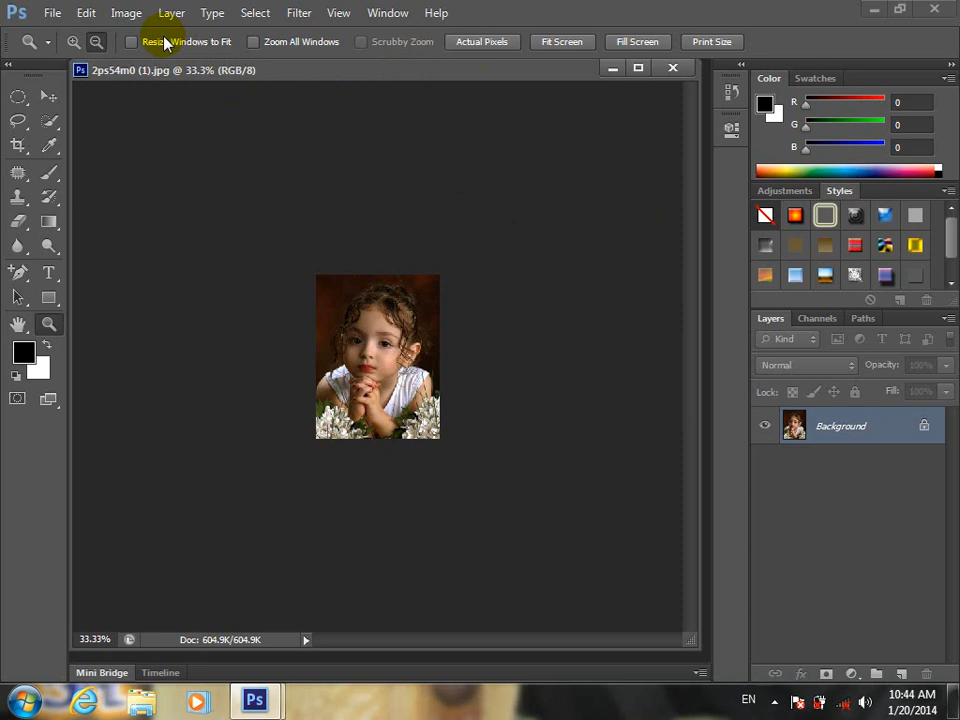 Ps File Edit Image Layer Type Select Filter View Window Help
Resize Windows to Fit Zoom All Windows Scrubby Zoom Actual Pixels Fit Screen Fill Screen Print Size
Ps 2ps54m0 (1).jpg @ 33.3% (RGB/8)
Color Swatches
R 0
G 0
B 0
Adjustments Styles
Layers Channels Paths
Kind
Normal Opacity: 100%
Lock: Fill: 100%
Background
33.33% Doc: 604.9K/604.9K
Mini Bridge Timeline
Ps EN 10:44 AM
1/20/2014